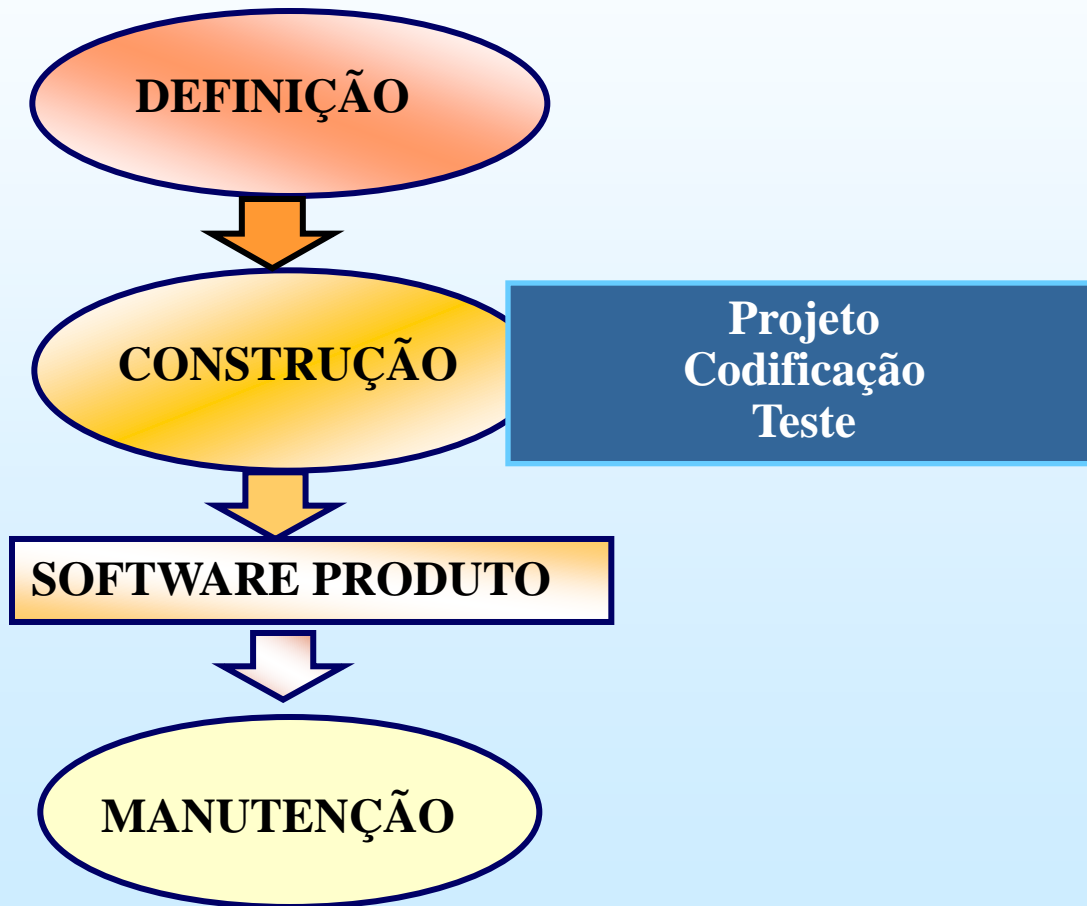 DEFINIÇÃO
CONSTRUÇÃO
Projeto
Codificação
Teste
SOFTWARE PRODUTO
MANUTENÇÃO